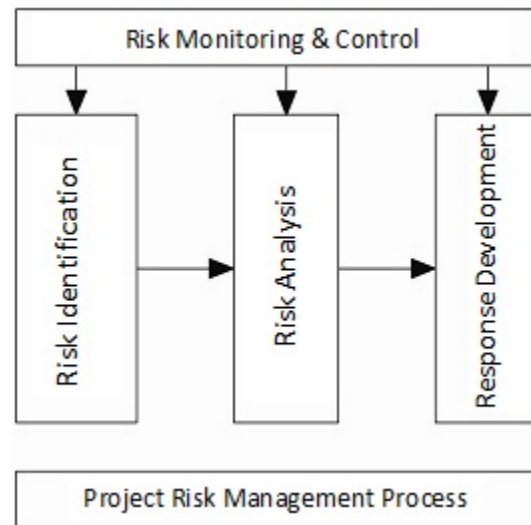 Risk Monitoring & Control
Risk Identification
Risk Analysis
Response Development
Project Risk Management Process